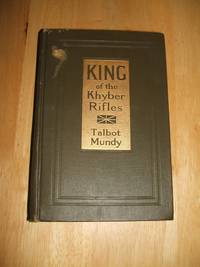 KING
of the
Khyber
Rifles
Talbot
Mundy